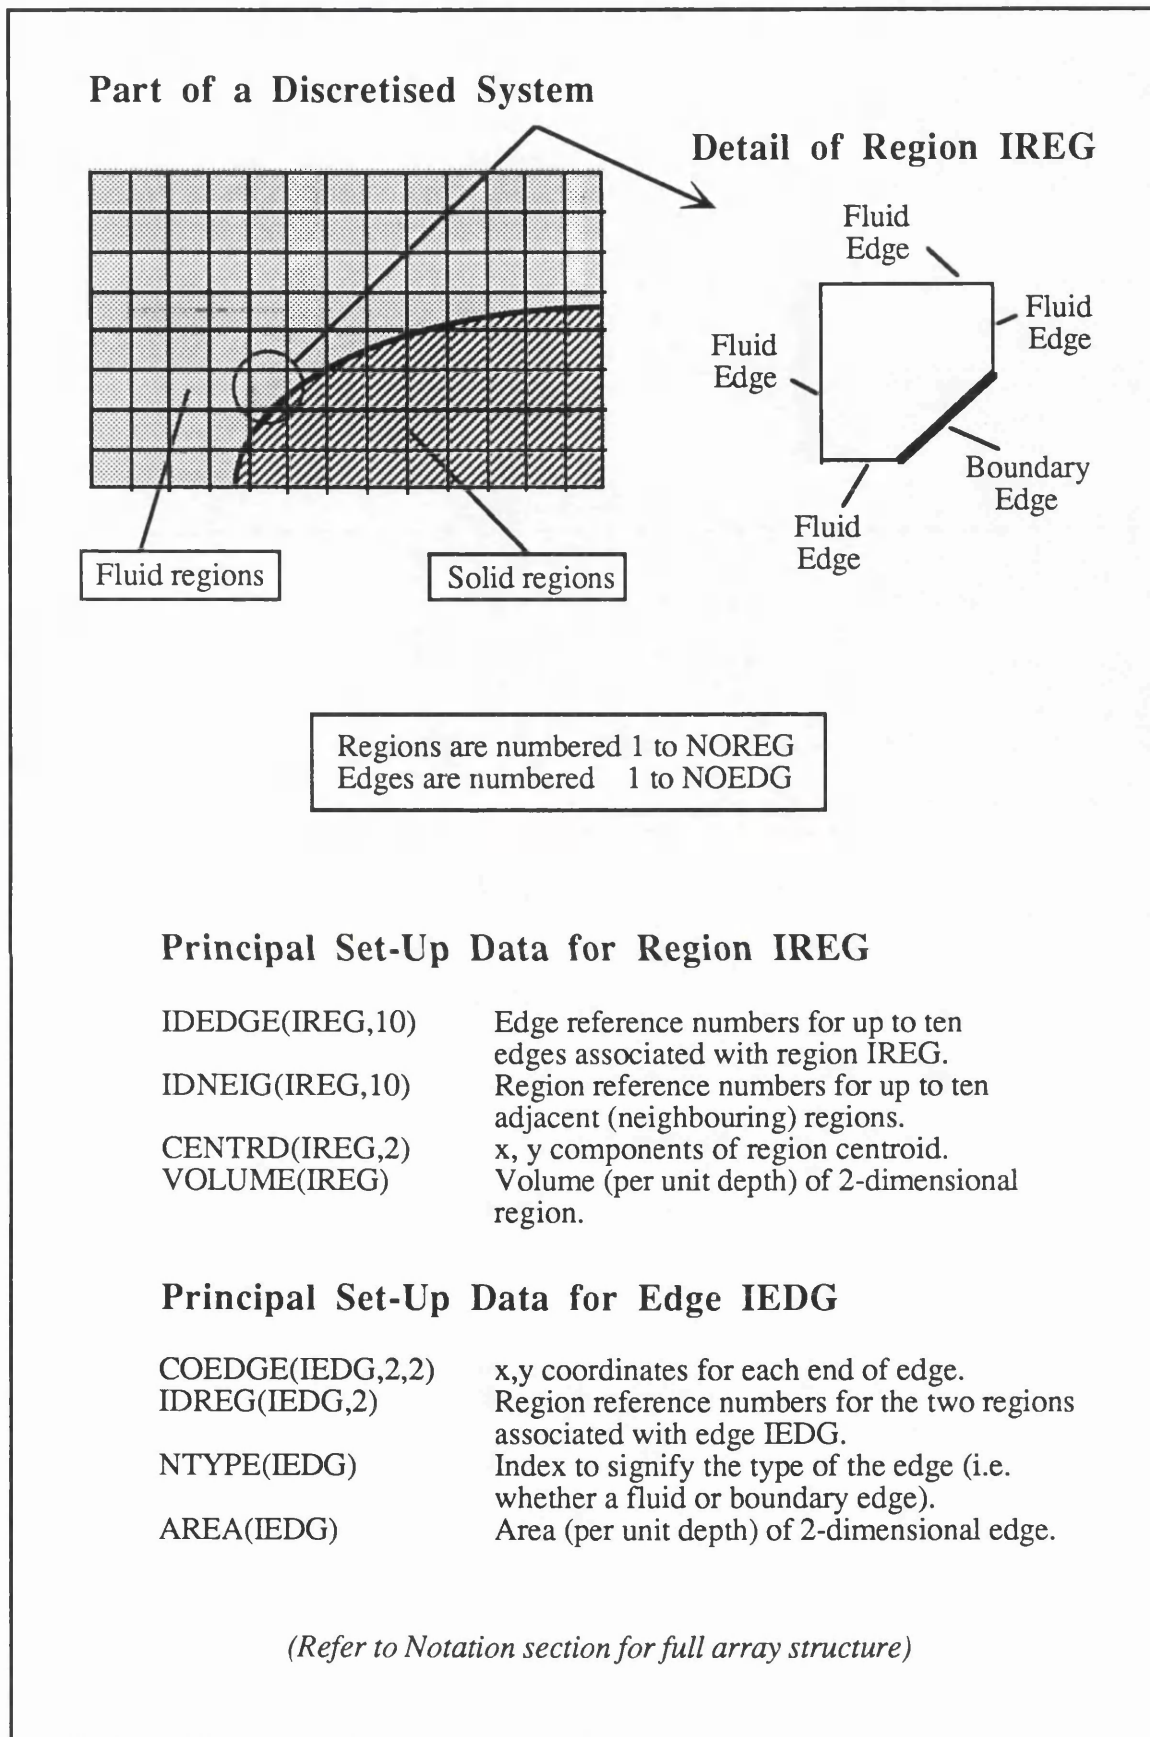 Part of a Discretised System
Detail of Region IREG
Fluid
Edge
Fluid
Edge
Fluid
Edge
Boundary
Edge
Fluid
Edge
Fluid regions
Solid regions
Regions are numbered 1 to NOREG
Edges are numbered 1 to NOEDG
Principal Set-Up Data for Region IREG
IDEDGE(IREG,10) Edge reference numbers for up to ten
edges associated with region IREG.
IDNEIG(IREG,10) Region reference numbers for up to ten
adjacent (neighbouring) regions.
CENTRD(IREG,2) x, y components of region centroid.
VOLUME(IREG) Volume (per unit depth) of 2-dimensional
region.
Principal Set-Up Data for Edge IEDG
COEDGE(IEDG,2,2) x,y coordinates for each end of edge.
IDREG(IEDG,2) Region reference numbers for the two regions
associated with edge IEDG.
NTYPE(IEDG) Index to signify the type of the edge (i.e.
whether a fluid or boundary edge).
AREA(IEDG) Area (per unit depth) of 2-dimensional edge.
(Refer to Notation section for full array structure)